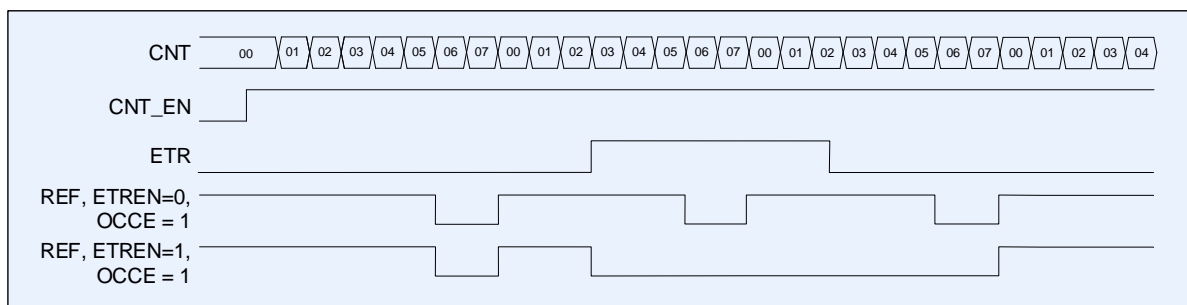 CNT 00 01 02 03 04 05 06 07 00 01 02 03 04 05 06 07 00 01 02 03 04 05 06 07 00 01 02 03 04
CNT_EN
ETR
REF, ETREN=0,
OCCE = 1
REF, ETREN=1,
OCCE = 1